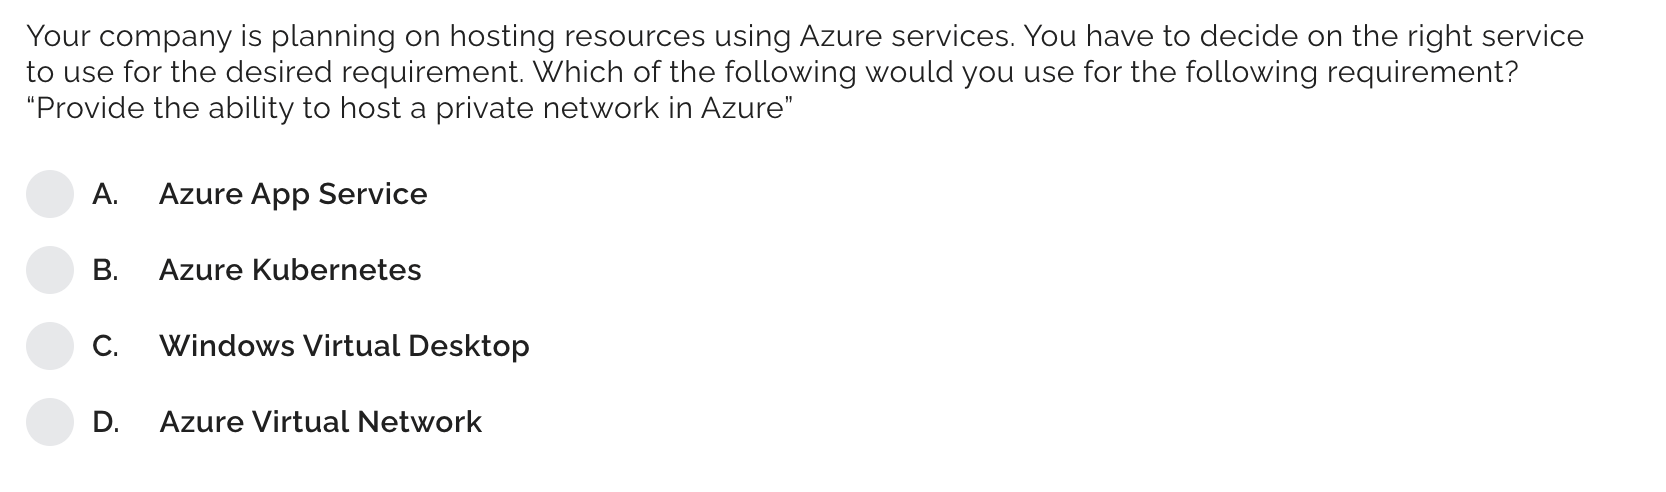 Your company is planning on hosting resources using Azure services. You have to decide on the right service
to use for the desired requirement. Which of the following would you use for the following requirement?
“Provide the ability to host a private network in Azure”
A. Azure App Service
B. Azure Kubernetes
C. Windows Virtual Desktop
D. Azure Virtual Network